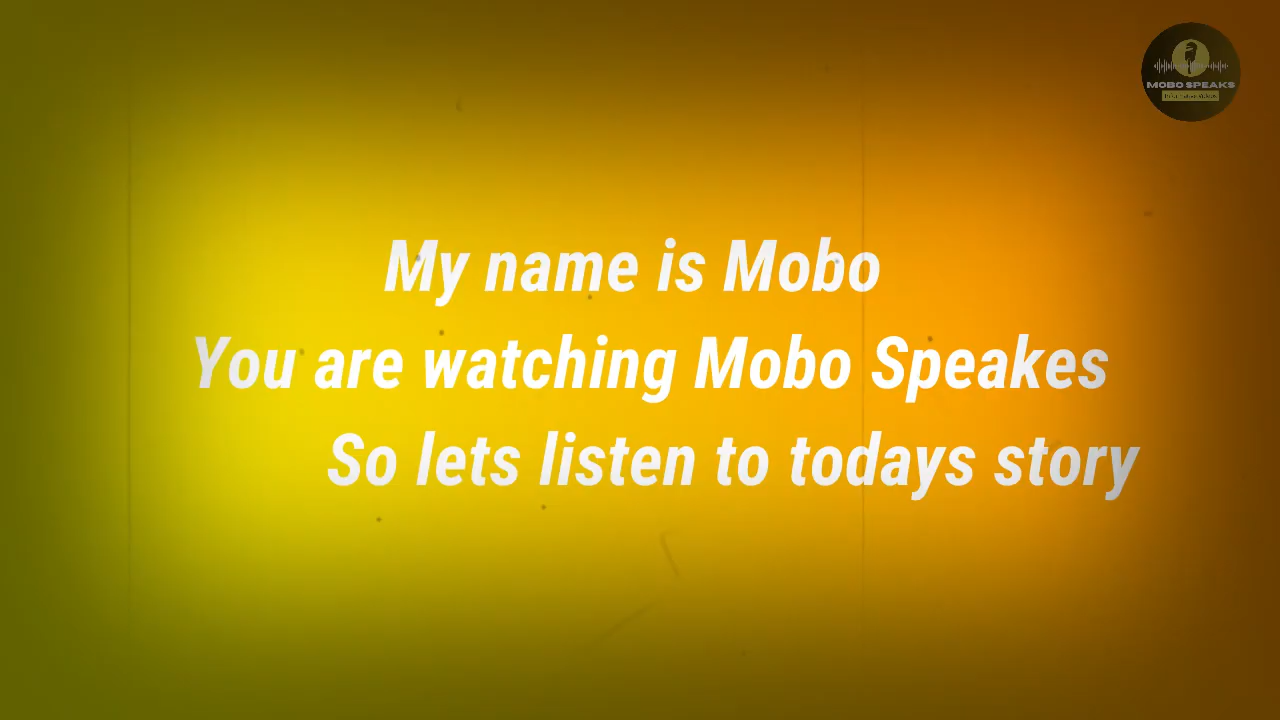 MOBO SPEAKS
My name is Mobo
You are watching Mobo Speakes
So lets listen to todays story